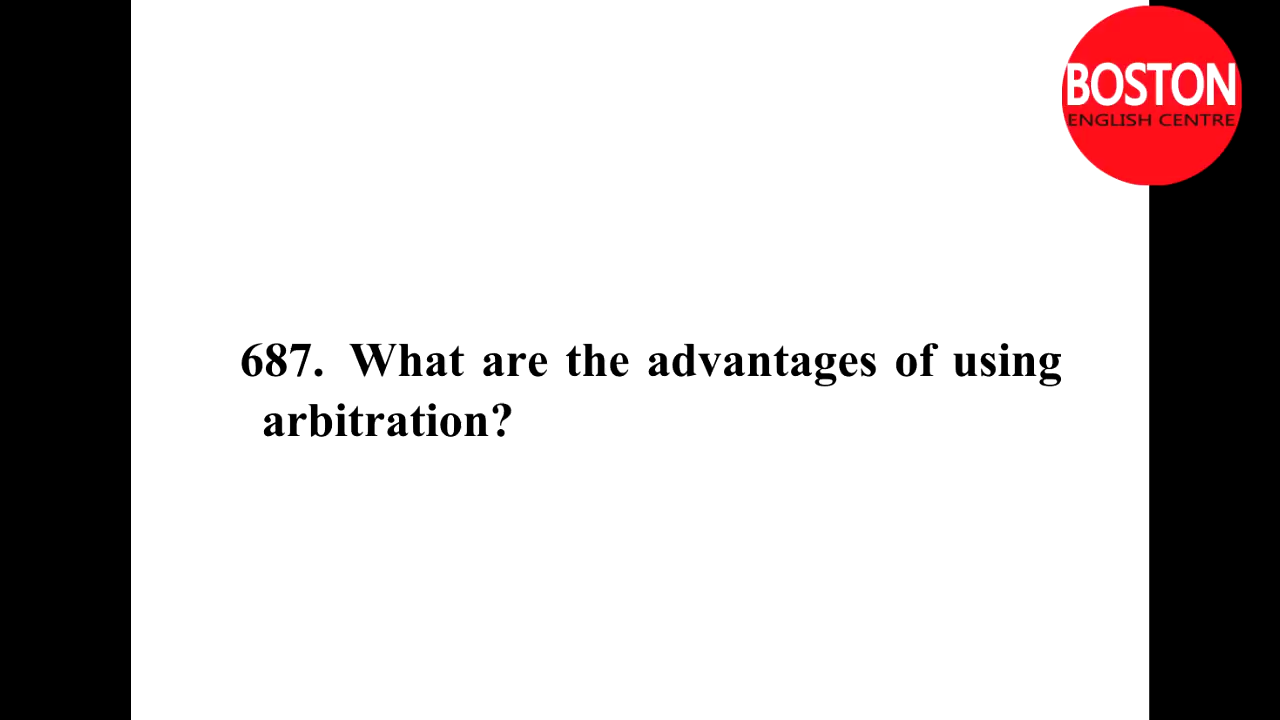 BOSTON
ENGLISH CENTRE
687. What are the advantages of using
arbitration?